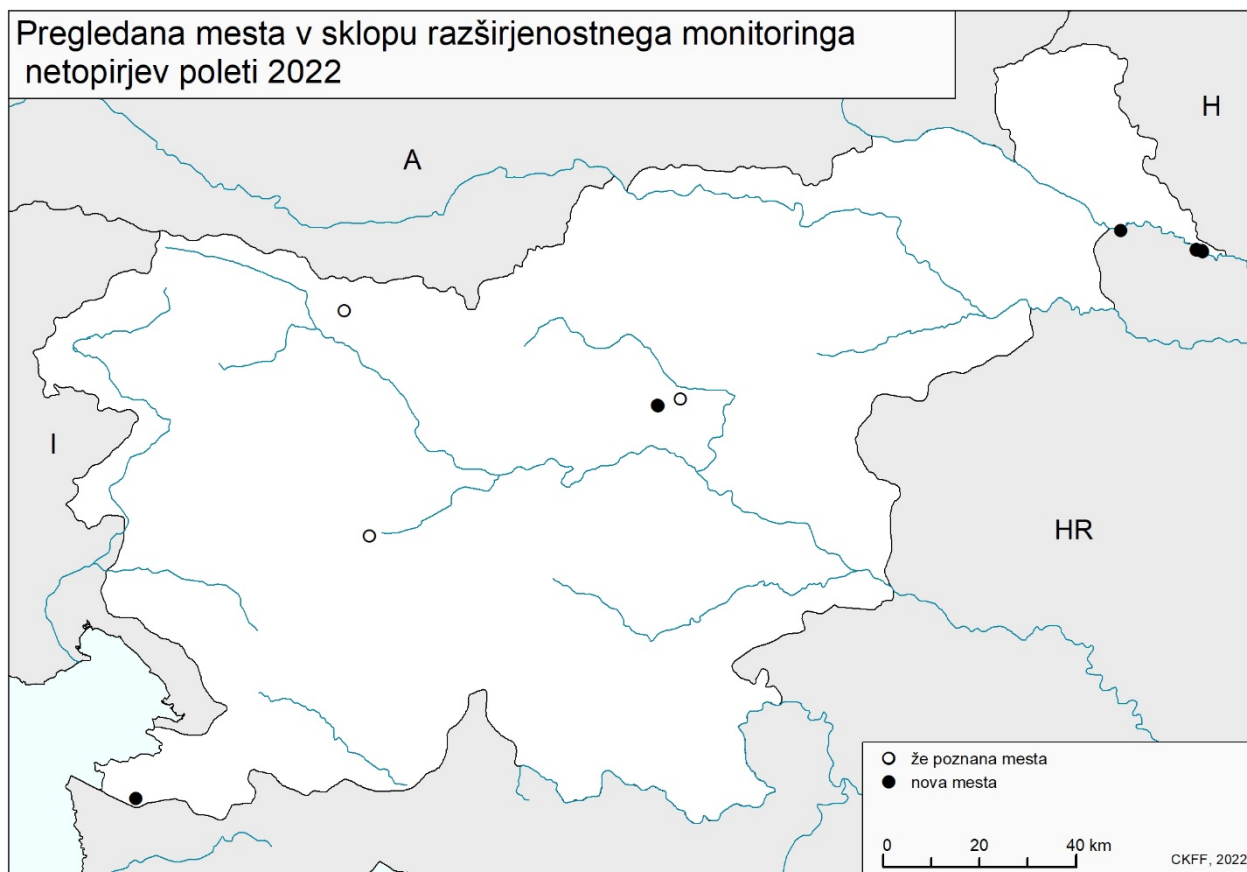 Pregledana mesta v sklopu razširjenostnega monitoringa
netopirjev poleti 2022
H
A
I
HR
že poznana mesta
nova mesta
0 20 40 km
CKFF, 2022